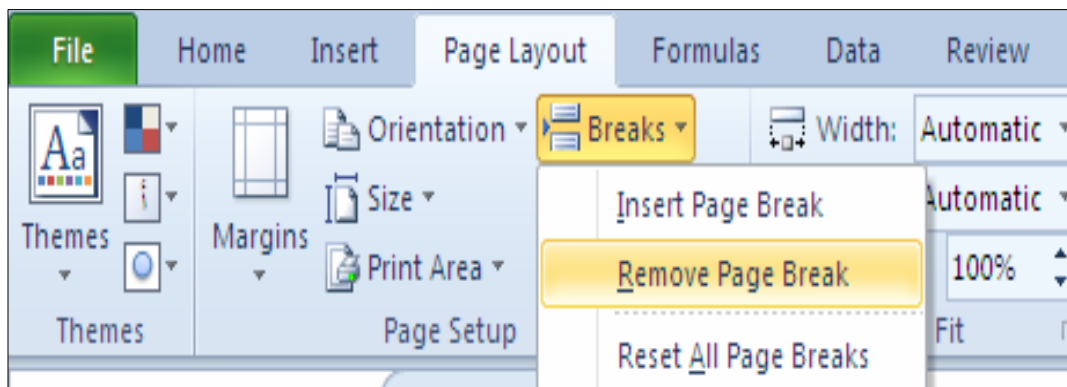 File Home Insert Page Layout Formulas Data Review
Aa Orientation Breaks Width: Automatic
Size Insert Page Break Automatic
Themes Margins Print Area Remove Page Break 100%
Themes Page Setup Reset All Page Breaks Fit